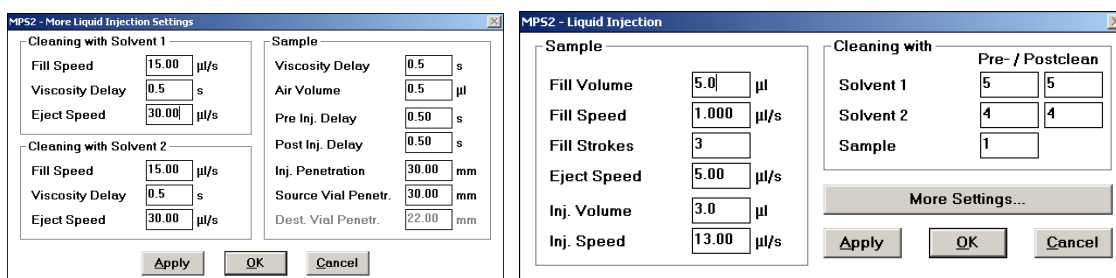 MPS2 - More Liquid Injection Settings
Cleaning with Solvent 1
Fill Speed 15.00 µl/s
Viscosity Delay 0.5 s
Eject Speed 30.00 µl/s
Cleaning with Solvent 2
Fill Speed 15.00 µl/s
Viscosity Delay 0.5 s
Eject Speed 30.00 µl/s
Sample
Viscosity Delay 0.5 s
Air Volume 0.5 µl
Pre Inj. Delay 0.50 s
Post Inj. Delay 0.50 s
Inj. Penetration 30.00 mm
Source Vial Penetr. 30.00 mm
Dest. Vial Penetr. 22.00 mm
Apply OK Cancel
MPS2 - Liquid Injection
Sample
Fill Volume 5.0 µl
Fill Speed 1.000 µl/s
Fill Strokes 3
Eject Speed 5.00 µl/s
Inj. Volume 3.0 µl
Inj. Speed 13.00 µl/s
Cleaning with
Pre- / Postclean
Solvent 1 5 5
Solvent 2 4 4
Sample 1
More Settings...
Apply OK Cancel